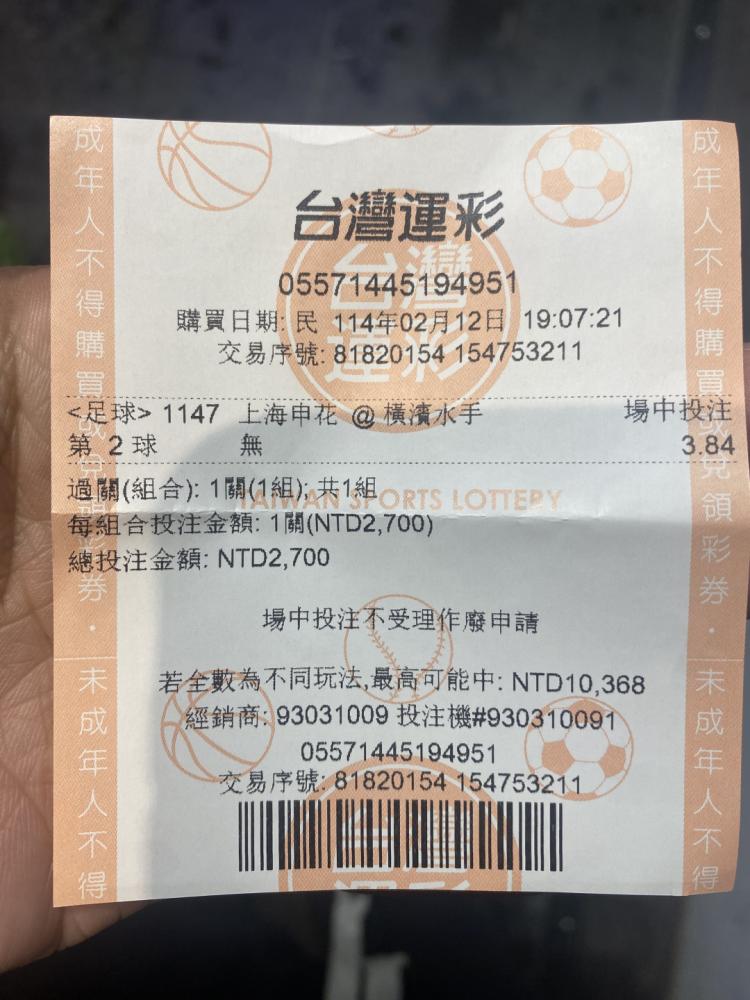 台灣運彩
05571445194951
購買日期: 民 114年02月12日 19:07:21
交易序號: 81820154 154753211
<足球> 1147 上海申花 @ 橫濱水手 場中投注
第 2 球 無 3.84
過關(組合): 1關(1組); 共1組
TAIWAN SPORTS LOTTERY
每組合投注金額: 1關(NTD2,700)
總投注金額: NTD2,700
場中投注不受理作廢申請
若全數為不同玩法,最高可能中: NTD10,368
經銷商: 93031009 投注機#930310091
05571445194951
交易序號: 81820154 154753211
成年人不得購買或兌領彩券．未成年人不得
成年人不得購買或兌領彩券．未成年人不得
台灣運彩